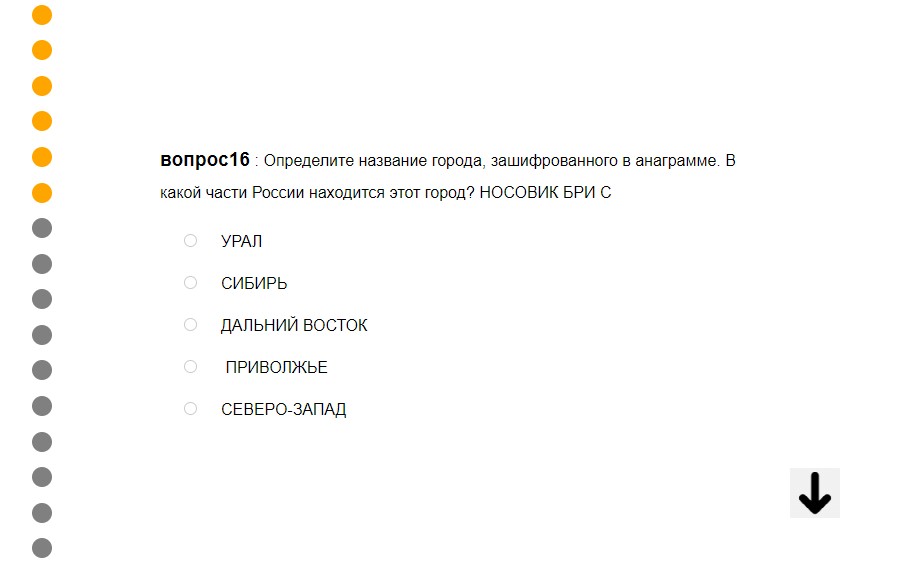 вопрос16 : Определите название города, зашифрованного в анаграмме. В
какой части России находится этот город? НОСОВИК БРИ С
УРАЛ
СИБИРЬ
ДАЛЬНИЙ ВОСТОК
ПРИВОЛЖЬЕ
СЕВЕРО-ЗАПАД